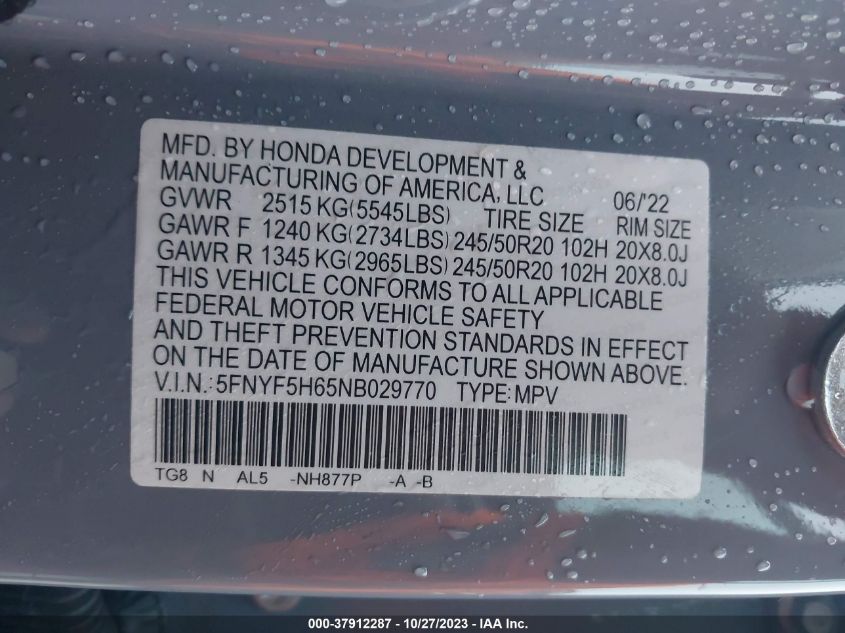 MFD. BY HONDA DEVELOPMENT &
MANUFACTURING OF AMERICA, LLC 06/'22
GVWR 2515 KG(5545LBS) TIRE SIZE RIM SIZE
GAWR F 1240 KG(2734LBS) 245/50R20 102H 20X8.0J
GAWR R 1345 KG(2965LBS) 245/50R20 102H 20X8.0J
THIS VEHICLE CONFORMS TO ALL APPLICABLE
FEDERAL MOTOR VEHICLE SAFETY
AND THEFT PREVENTION STANDARDS IN EFFECT
ON THE DATE OF MANUFACTURE SHOWN ABOVE.
V.I.N.:5FNYF5H65NB029770 TYPE:MPV
TG8 N AL5 -NH877P -A -B
000-37912287 - 10/27/2023 - IAA Inc.